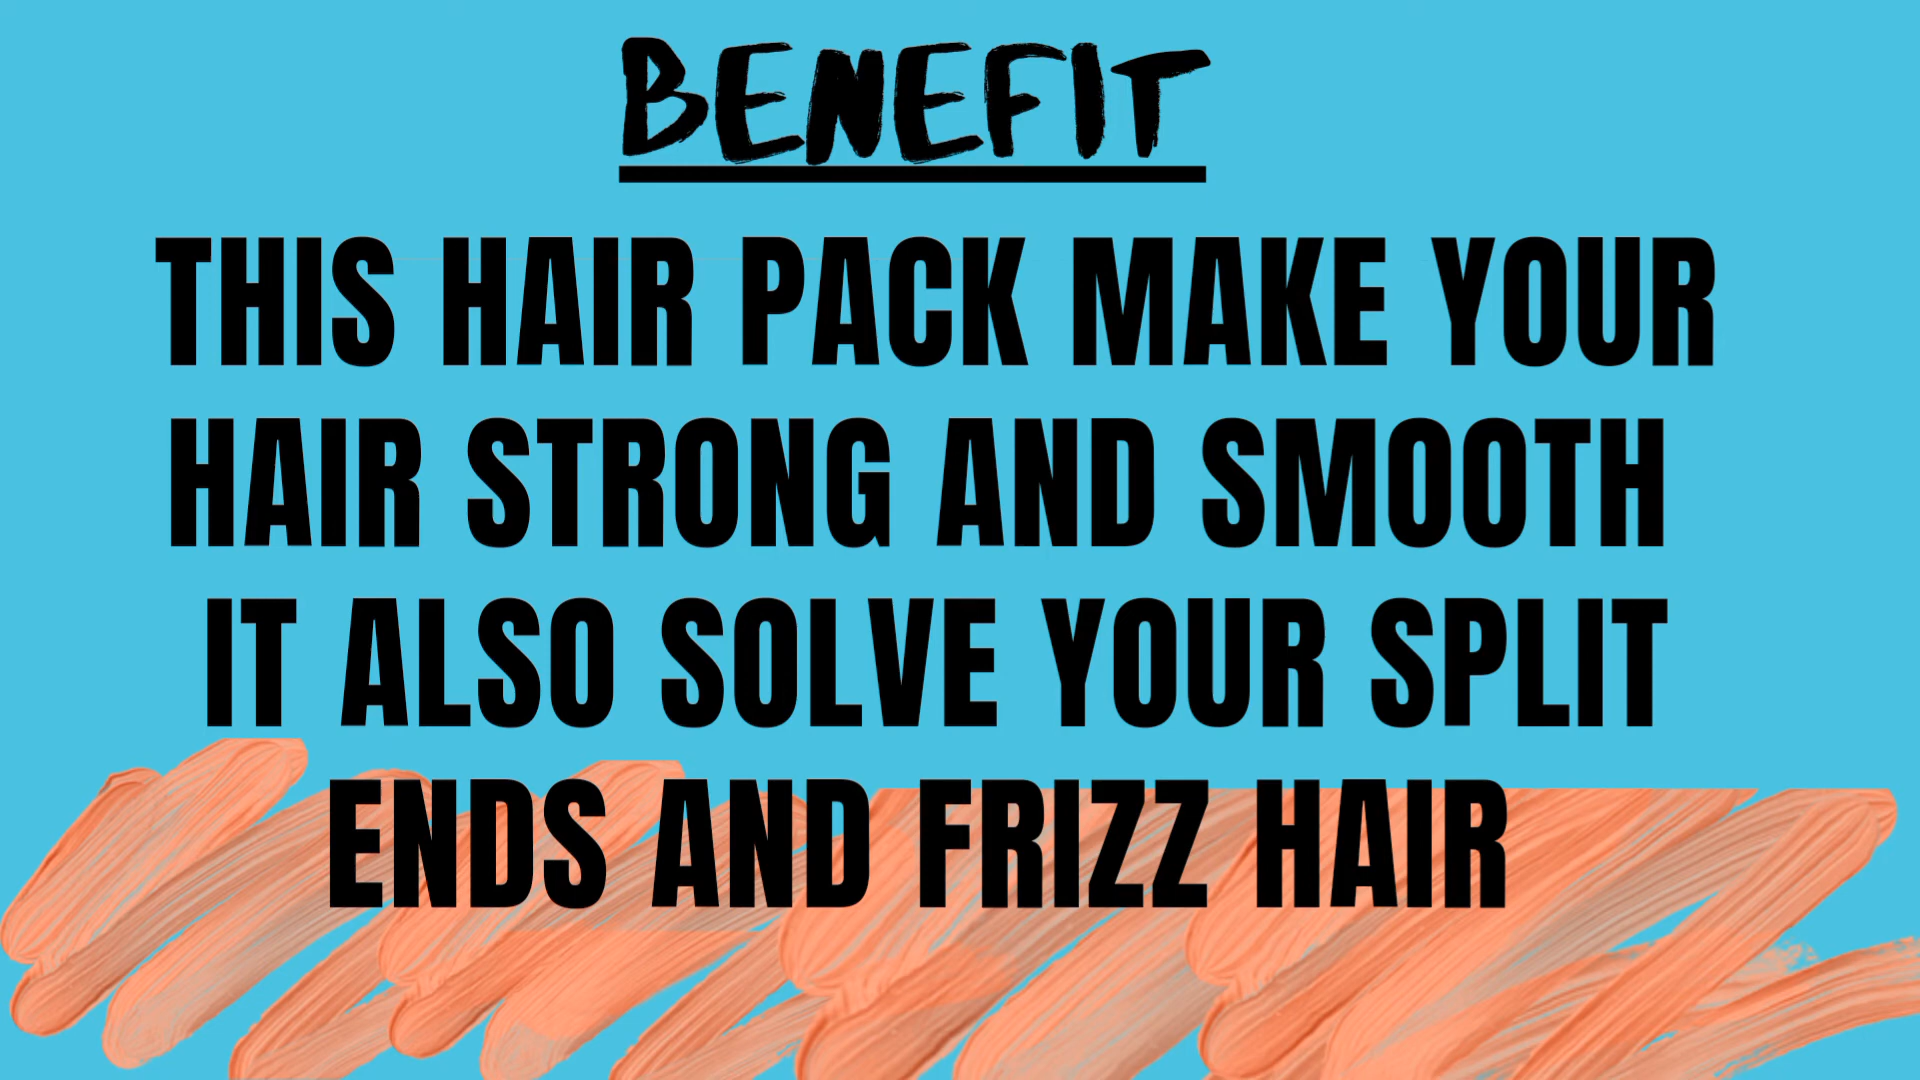 BENEFIT
THIS HAIR PACK MAKE YOUR
HAIR STRONG AND SMOOTH
IT ALSO SOLVE YOUR SPLIT
ENDS AND FRIZZ HAIR